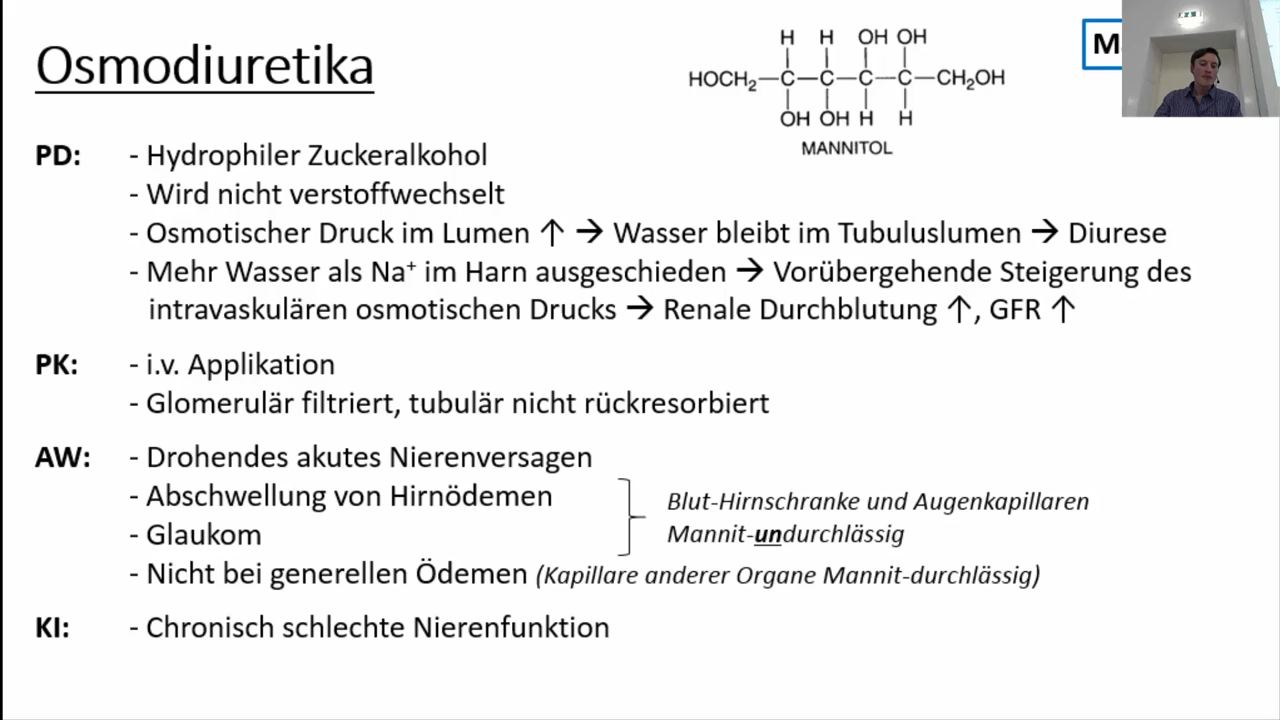 Osmodiuretika
H H OH OH
HOCH₂—C—C—C—C—CH₂OH
OH OH H H
MANNITOL
PD: - Hydrophiler Zuckeralkohol
- Wird nicht verstoffwechselt
- Osmotischer Druck im Lumen ↑ → Wasser bleibt im Tubuluslumen → Diurese
- Mehr Wasser als Na⁺ im Harn ausgeschieden → Vorübergehende Steigerung des
intravaskulären osmotischen Drucks → Renale Durchblutung ↑, GFR ↑
PK: - i.v. Applikation
- Glomerulär filtriert, tubulär nicht rückresorbiert
AW: - Drohendes akutes Nierenversagen
- Abschwellung von Hirnödemen
- Glaukom
Blut-Hirnschranke und Augenkapillaren
Mannit-undurchlässig
- Nicht bei generellen Ödemen (Kapillare anderer Organe Mannit-durchlässig)
KI: - Chronisch schlechte Nierenfunktion